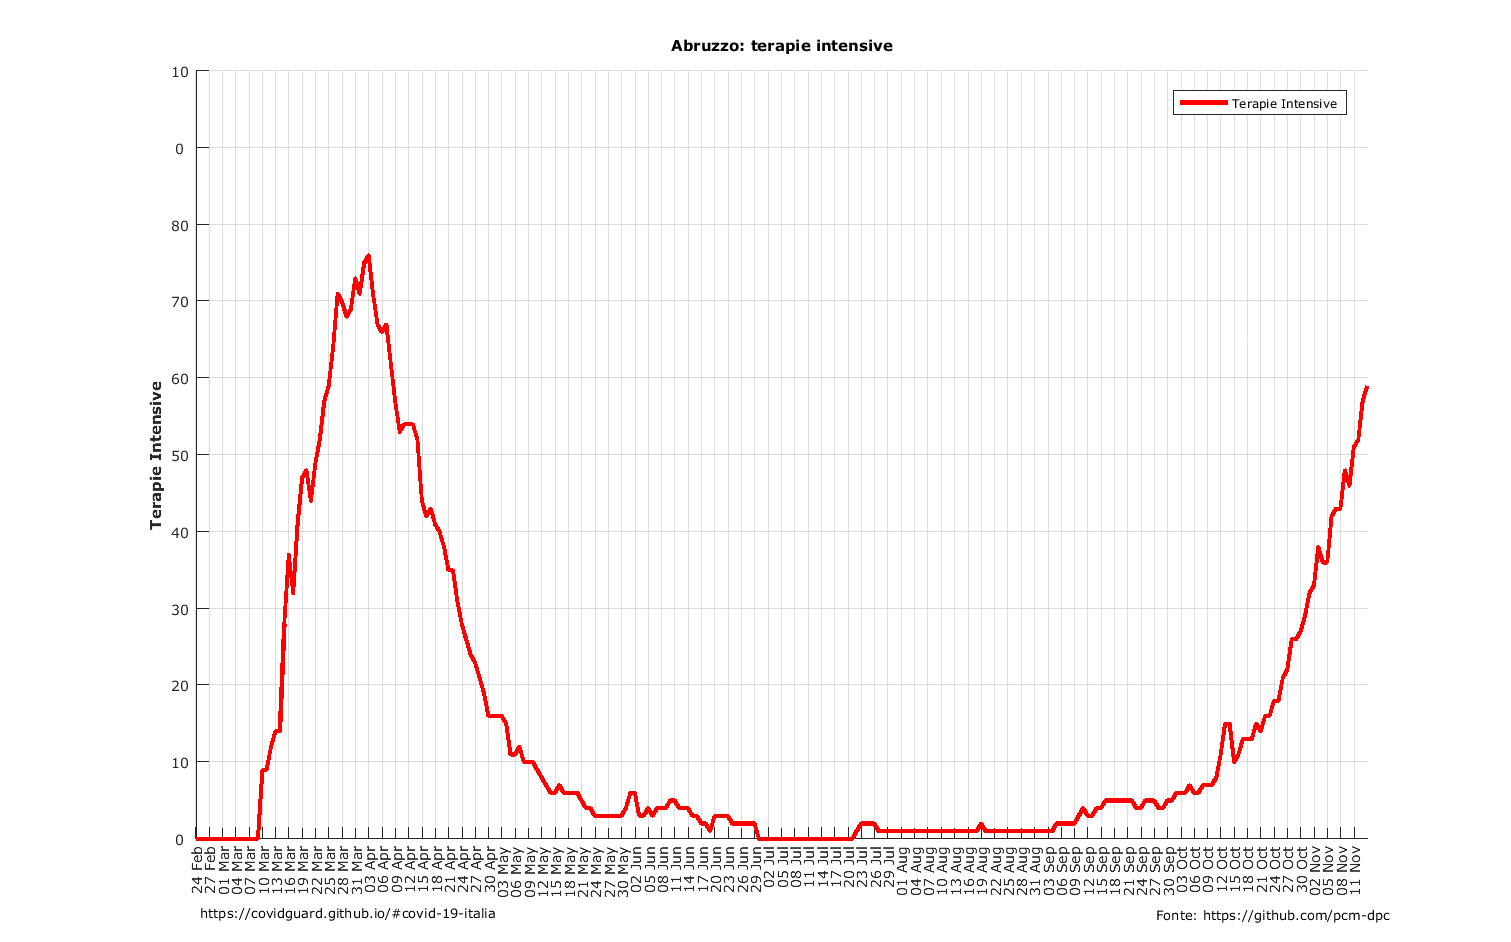 Abruzzo: terapie intensive
Terapie Intensive
10
0
80
70
60
50
40
30
20
10
0
Terapie Intensive
24 Feb
27 Feb
01 Mar
04 Mar
07 Mar
10 Mar
13 Mar
16 Mar
19 Mar
22 Mar
25 Mar
28 Mar
31 Mar
03 Apr
06 Apr
09 Apr
12 Apr
15 Apr
18 Apr
21 Apr
24 Apr
27 Apr
30 Apr
03 May
06 May
09 May
12 May
15 May
18 May
21 May
24 May
27 May
30 May
02 Jun
05 Jun
08 Jun
11 Jun
14 Jun
17 Jun
20 Jun
23 Jun
26 Jun
29 Jun
02 Jul
05 Jul
08 Jul
11 Jul
14 Jul
17 Jul
20 Jul
23 Jul
26 Jul
29 Jul
01 Aug
04 Aug
07 Aug
10 Aug
13 Aug
16 Aug
19 Aug
22 Aug
25 Aug
28 Aug
31 Aug
03 Sep
06 Sep
09 Sep
12 Sep
15 Sep
18 Sep
21 Sep
24 Sep
27 Sep
30 Sep
03 Oct
06 Oct
09 Oct
12 Oct
15 Oct
18 Oct
21 Oct
24 Oct
27 Oct
30 Oct
02 Nov
05 Nov
08 Nov
11 Nov
https://covidguard.github.io/#covid-19-italia
Fonte: https://github.com/pcm-dpc